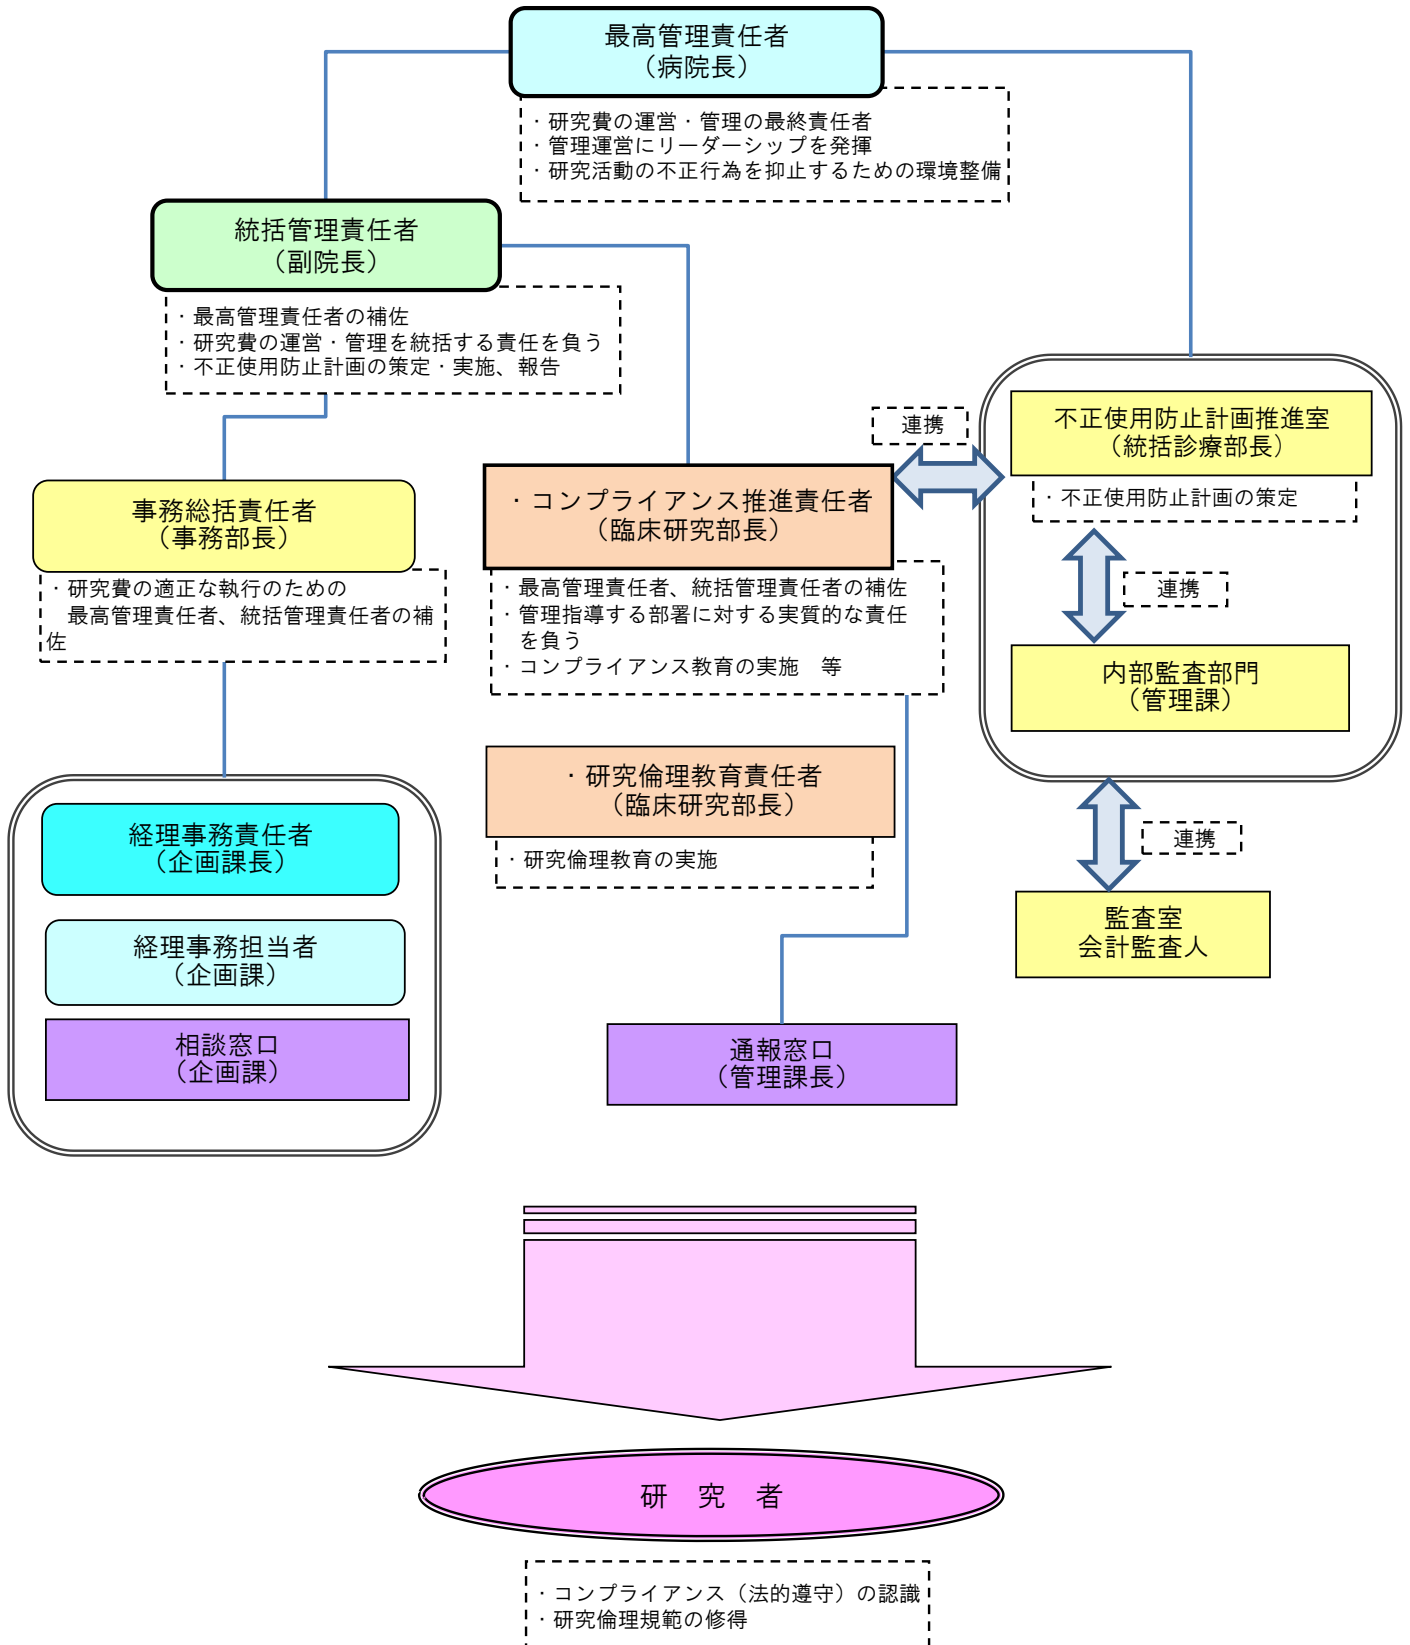 最高管理責任者
（病院長）
・研究費の運営・管理の最終責任者
・管理運営にリーダーシップを発揮
・研究活動の不正行為を抑止するための環境整備
統括管理責任者
（副院長）
・最高管理責任者の補佐
・研究費の運営・管理を統括する責任を負う
・不正使用防止計画の策定・実施、報告
事務総括責任者
（事務部長）
・研究費の適正な執行のための
最高管理責任者、統括管理責任者の補
佐
・コンプライアンス推進責任者
（臨床研究部長）
・最高管理責任者、統括管理責任者の補佐
・管理指導する部署に対する実質的な責任
を負う
・コンプライアンス教育の実施　等
連携
不正使用防止計画推進室
（統括診療部長）
・不正使用防止計画の策定
連携
内部監査部門
（管理課）
連携
監査室
会計監査人
・研究倫理教育責任者
（臨床研究部長）
・研究倫理教育の実施
経理事務責任者
（企画課長）
経理事務担当者
（企画課）
相談窓口
（企画課）
通報窓口
（管理課長）
研　究　者
・コンプライアンス（法的遵守）の認識
・研究倫理規範の修得